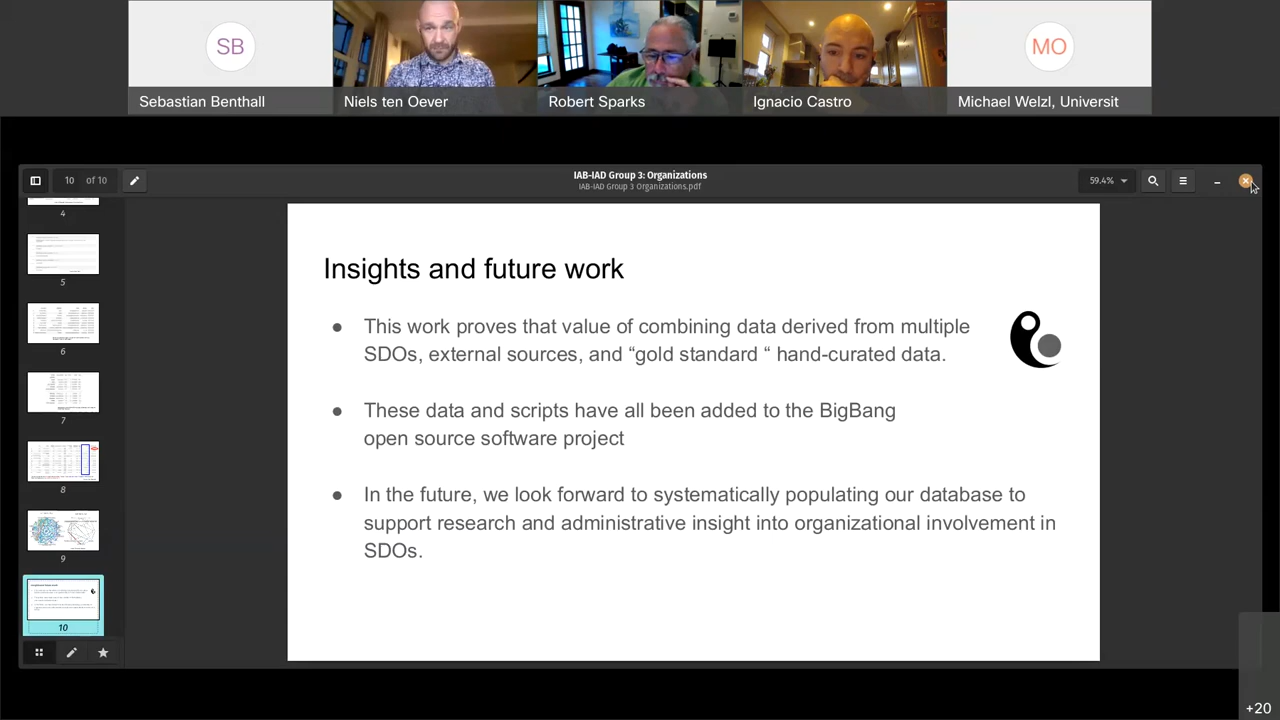 SB
MO
Sebastian Benthall
Niels ten Oever
Robert Sparks
Ignacio Castro
Michael Welzl, Universit
10 of 10
IAB-IAD Group 3: Organizations
IAB-IAD Group 3 Organizations.pdf
59.4%
4
5
6
7
8
9
10
Insights and future work
● This work proves that value of combining data derived from multiple
SDOs, external sources, and “gold standard “ hand-curated data.
● These data and scripts have all been added to the BigBang
open source software project
● In the future, we look forward to systematically populating our database to
support research and administrative insight into organizational involvement in
SDOs.
+20